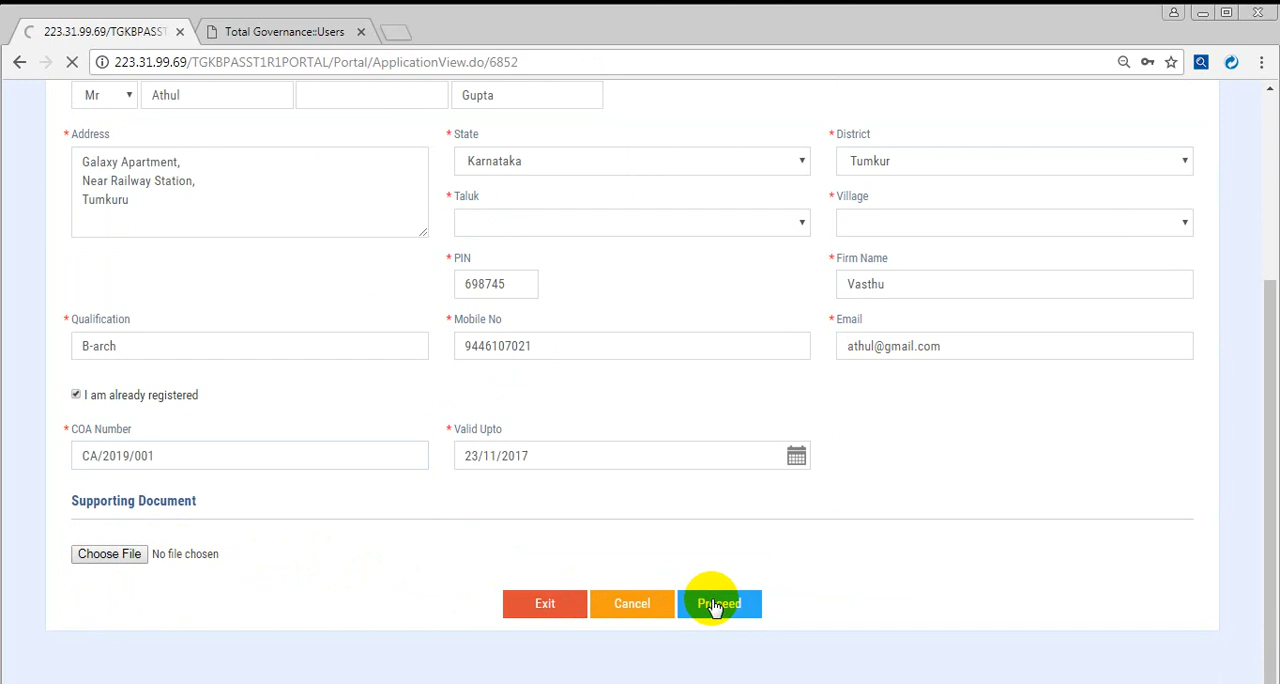 223.31.99.69/TGKBPASST
Total Governance::Users
223.31.99.69/TGKBPASST1R1PORTAL/Portal/ApplicationView.do/6852
Mr Athul Gupta
* Address * State * District
Galaxy Apartment,
Near Railway Station,
Tumkuru
Karnataka Tumkur
* Taluk * Village
* PIN * Firm Name
698745 Vasthu
* Qualification * Mobile No * Email
B-arch 9446107021 athul@gmail.com
I am already registered
* COA Number * Valid Upto
CA/2019/001 23/11/2017
Supporting Document
Choose File No file chosen
Exit Cancel Proceed